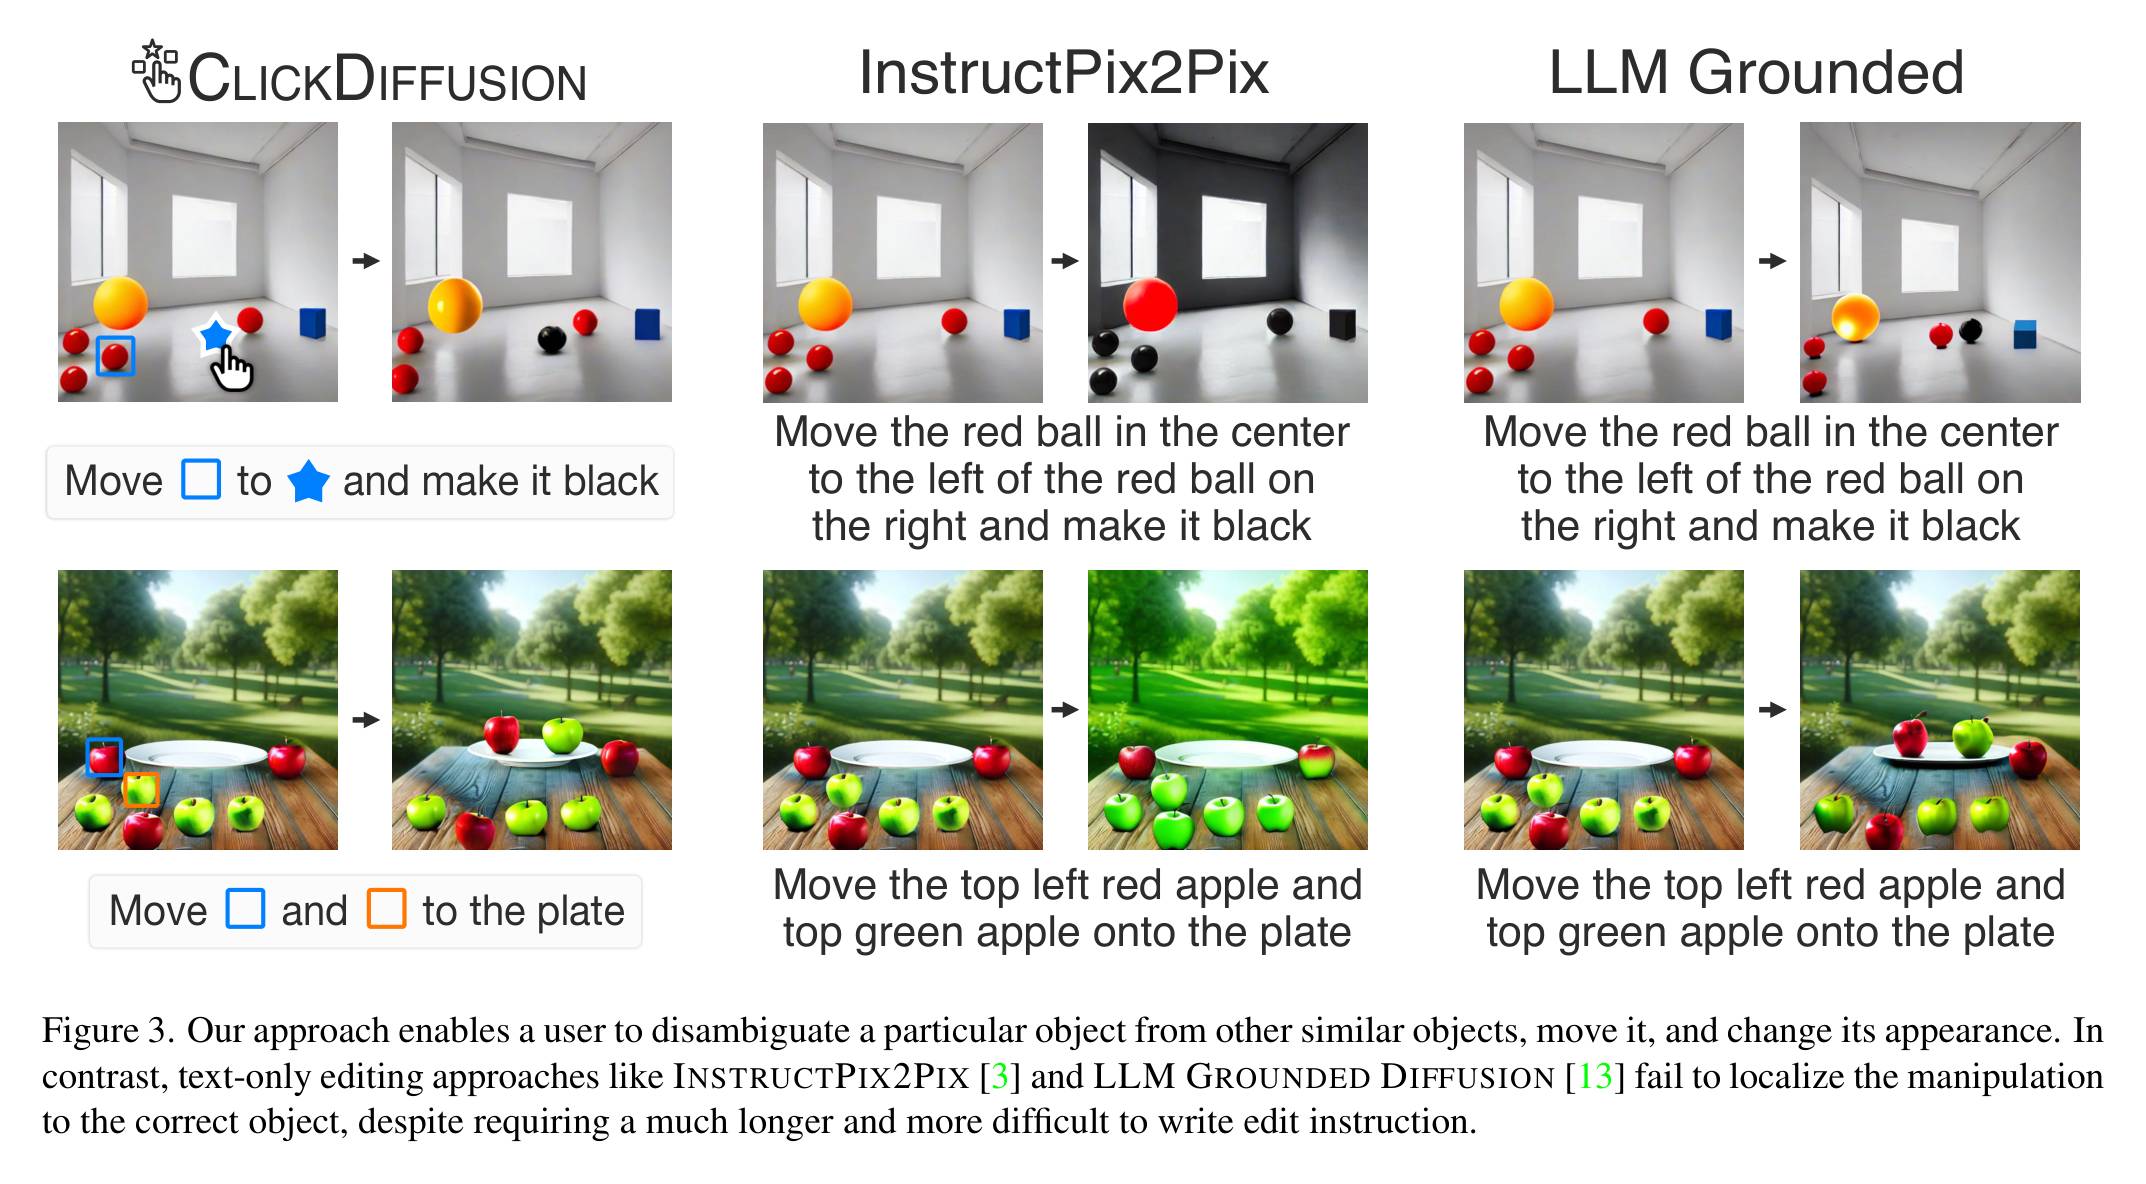 CLICKDIFFUSION
InstructPix2Pix
LLM Grounded
Move to and make it black
Move the red ball in the center
to the left of the red ball on
the right and make it black
Move the red ball in the center
to the left of the red ball on
the right and make it black
Move and to the plate
Move the top left red apple and
top green apple onto the plate
Move the top left red apple and
top green apple onto the plate
Figure 3. Our approach enables a user to disambiguate a particular object from other similar objects, move it, and change its appearance. In
contrast, text-only editing approaches like INSTRUCTPIX2PIX [3] and LLM GROUNDED DIFFUSION [13] fail to localize the manipulation
to the correct object, despite requiring a much longer and more difficult to write edit instruction.